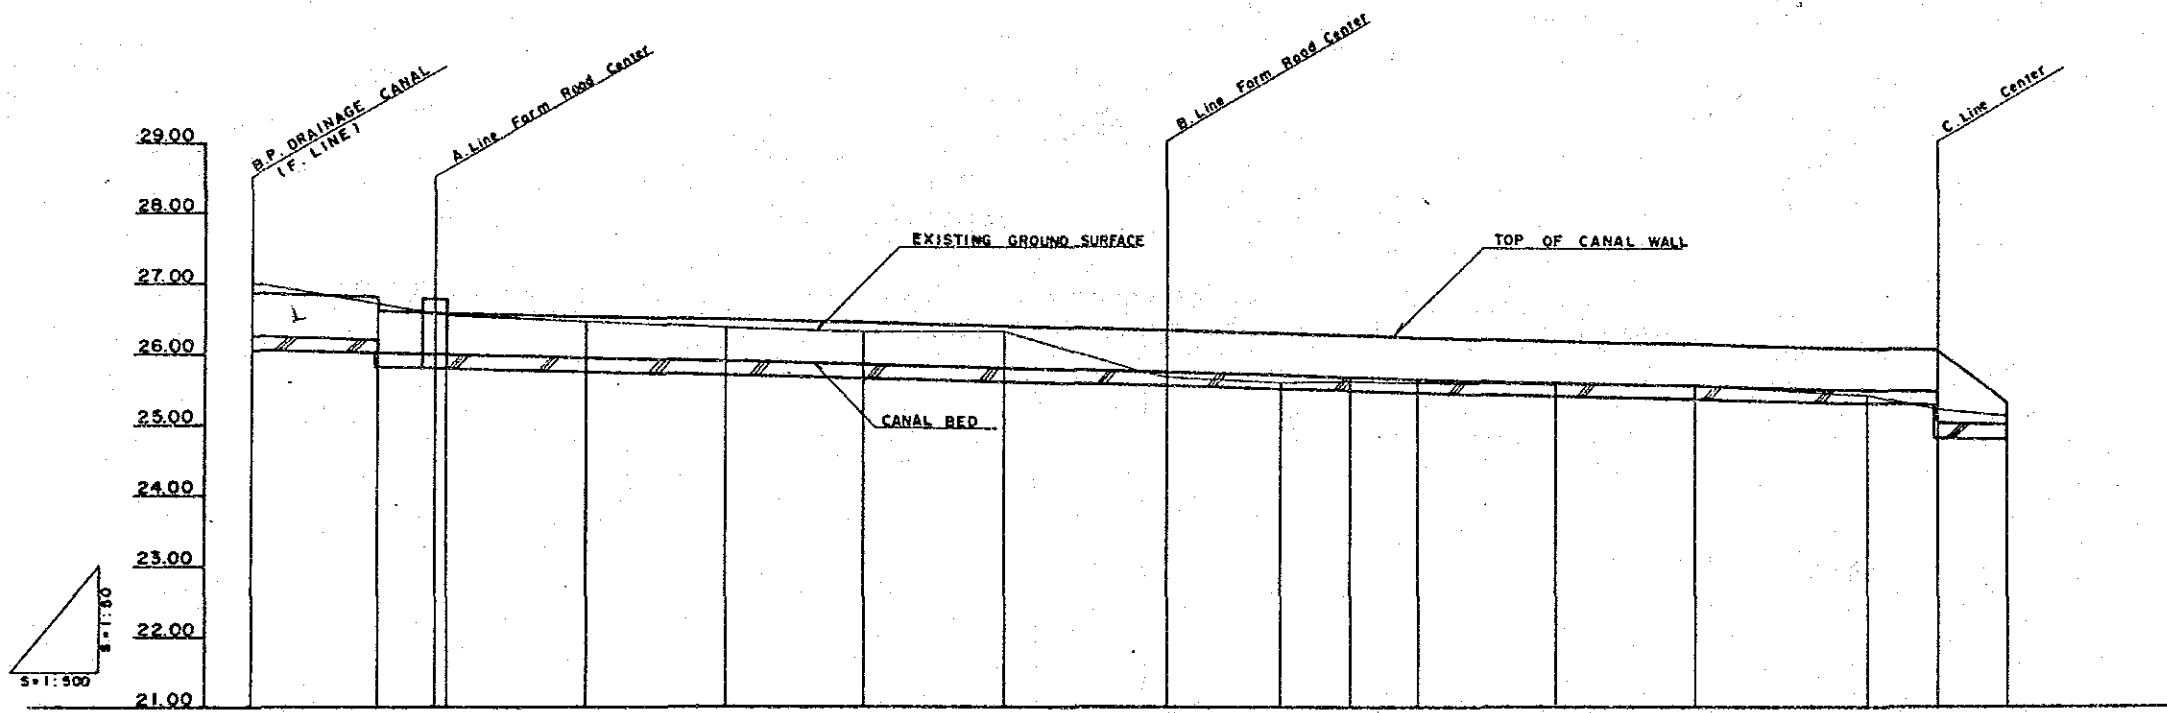 B.P. DRAINAGE CANAL
(F. LINE)
A.Line Farm Road Center
B.Line Form Road Center
C.Line Center
29.00
28.00
EXISTING GROUND SURFACE
TOP OF CANAL WALL
27.00
26.00
25.00
CANAL BED
24.00
23.00
S=1:50
22.00
S=1:500
21.00